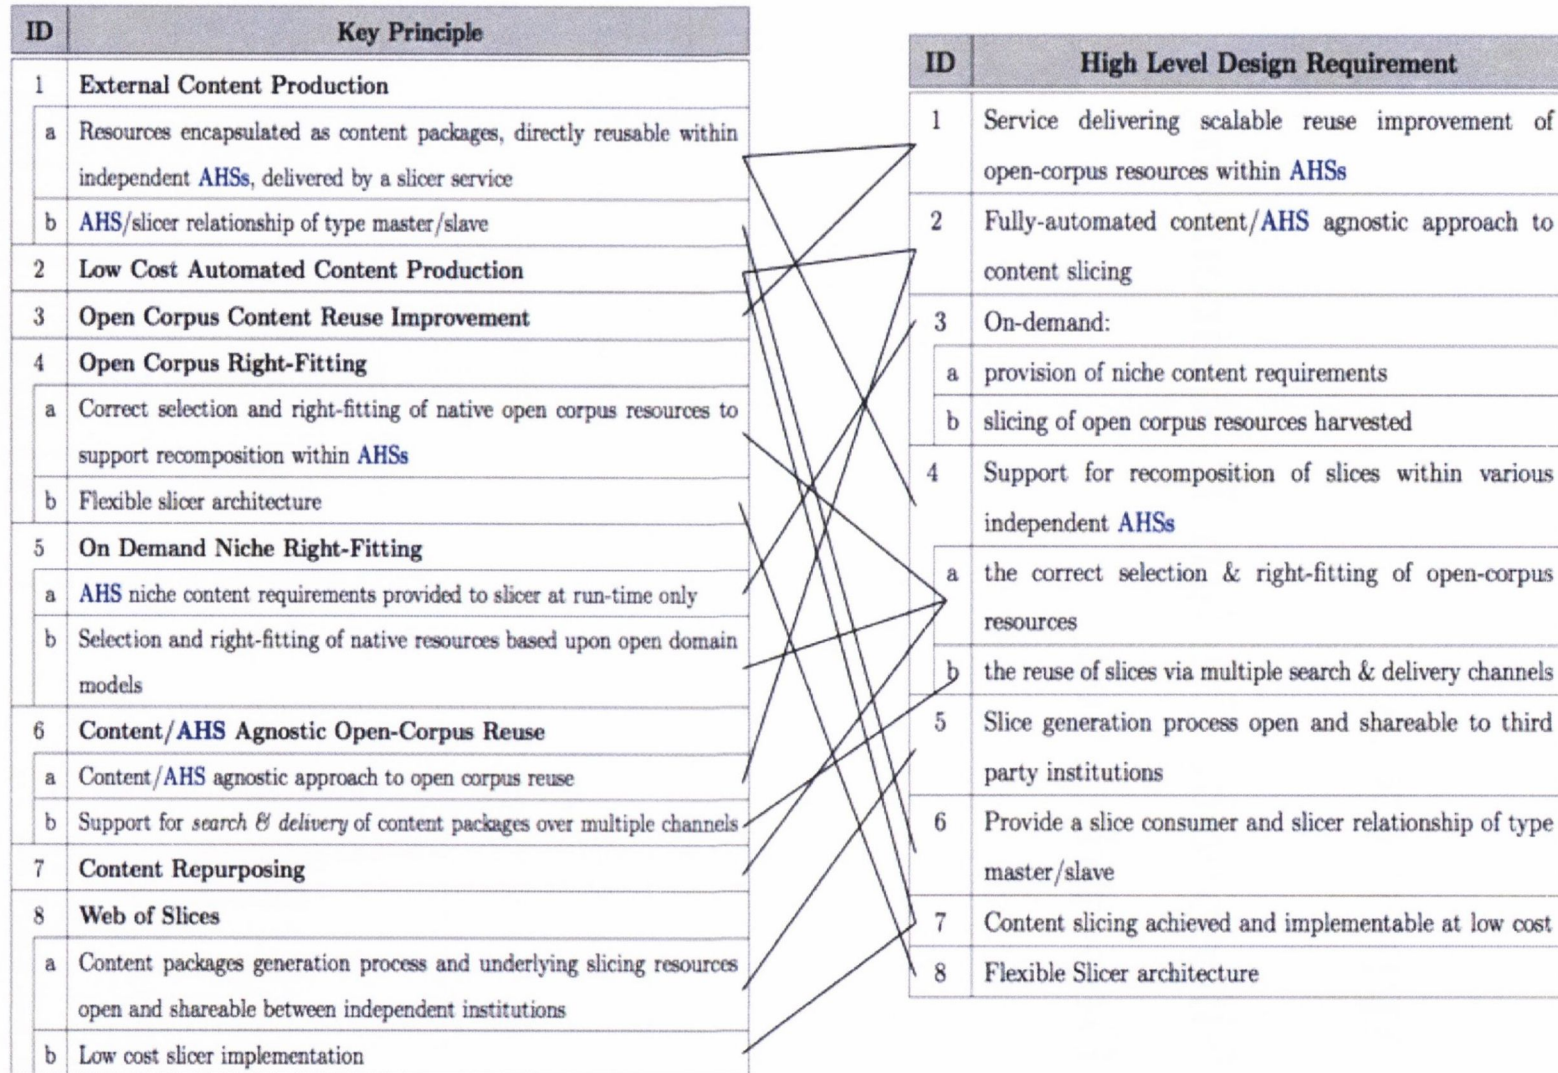 ID Key Principle
1 External Content Production
a Resources encapsulated as content packages, directly reusable within
independent AHSs, delivered by a slicer service
b AHS/slicer relationship of type master/slave
2 Low Cost Automated Content Production
3 Open Corpus Content Reuse Improvement
4 Open Corpus Right-Fitting
a Correct selection and right-fitting of native open corpus resources to
support recomposition within AHSs
b Flexible slicer architecture
5 On Demand Niche Right-Fitting
a AHS niche content requirements provided to slicer at run-time only
b Selection and right-fitting of native resources based upon open domain
models
6 Content/AHS Agnostic Open-Corpus Reuse
a Content/AHS agnostic approach to open corpus reuse
b Support for search & delivery of content packages over multiple channels
7 Content Repurposing
8 Web of Slices
a Content packages generation process and underlying slicing resources
open and shareable between independent institutions
b Low cost slicer implementation
ID High Level Design Requirement
1 Service delivering scalable reuse improvement of
open-corpus resources within AHSs
2 Fully-automated content/AHS agnostic approach to
content slicing
3 On-demand:
a provision of niche content requirements
b slicing of open corpus resources harvested
4 Support for recomposition of slices within various
independent AHSs
a the correct selection & right-fitting of open-corpus
resources
b the reuse of slices via multiple search & delivery channels
5 Slice generation process open and shareable to third
party institutions
6 Provide a slice consumer and slicer relationship of type
master/slave
7 Content slicing achieved and implementable at low cost
8 Flexible Slicer architecture